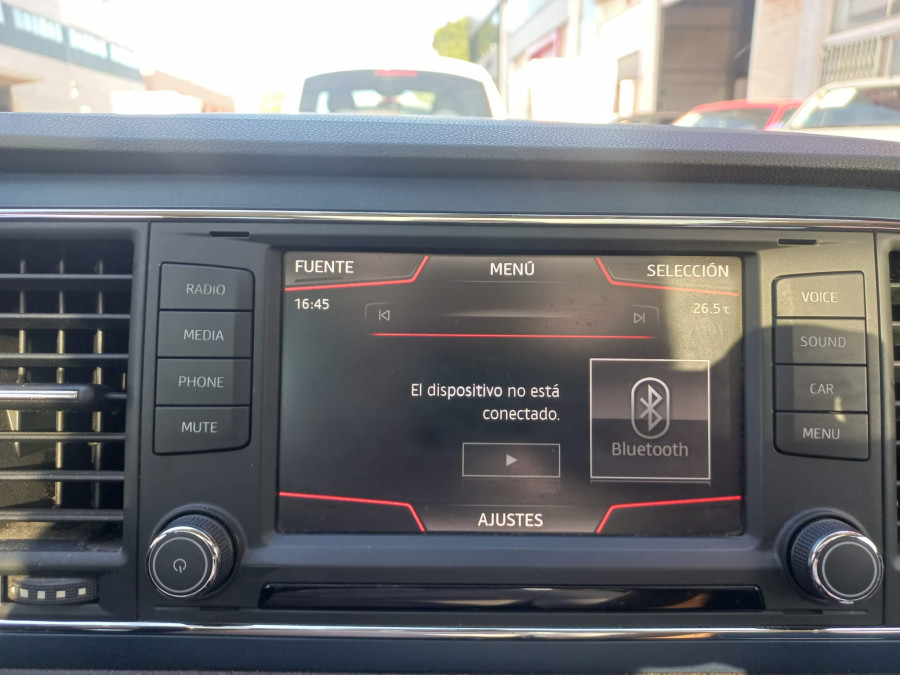 FUENTE
MENÚ
SELECCIÓN
16:45
26.5°C
El dispositivo no está
conectado.
Bluetooth
AJUSTES
RADIO
MEDIA
PHONE
MUTE
VOICE
SOUND
CAR
MENU